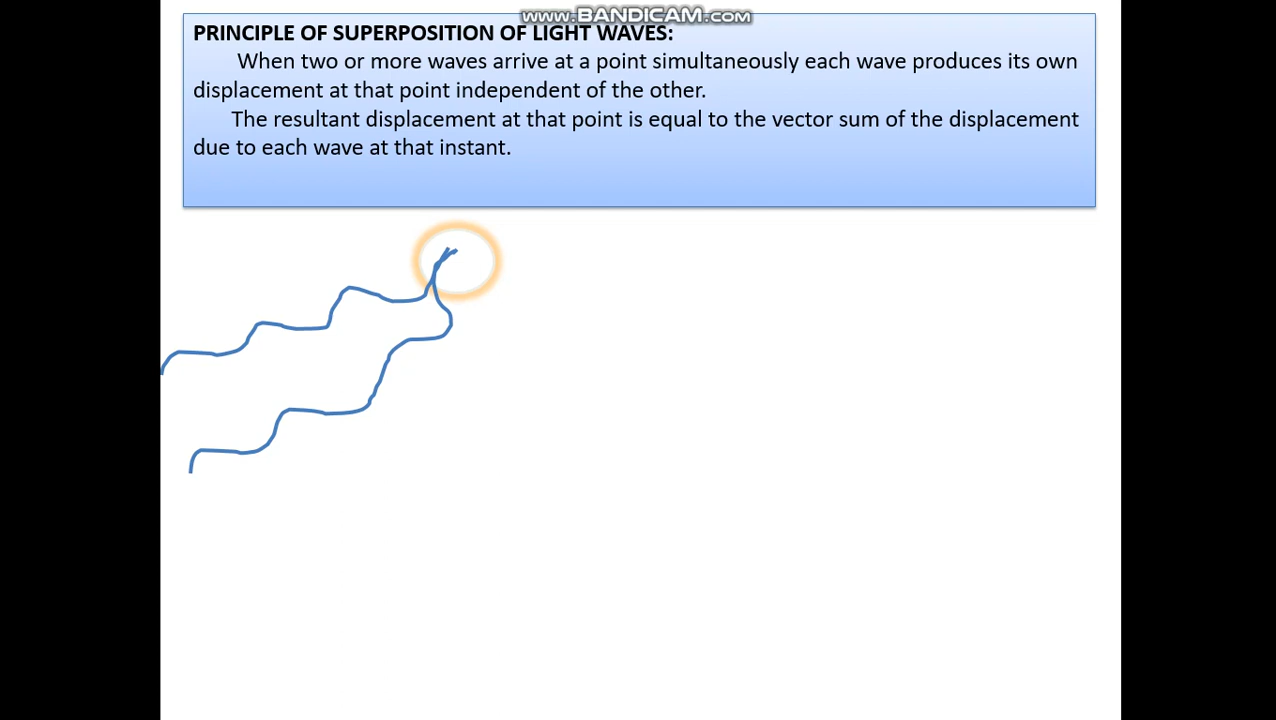 www.BANDICAM.com
PRINCIPLE OF SUPERPOSITION OF LIGHT WAVES:
When two or more waves arrive at a point simultaneously each wave produces its own
displacement at that point independent of the other.
The resultant displacement at that point is equal to the vector sum of the displacement
due to each wave at that instant.